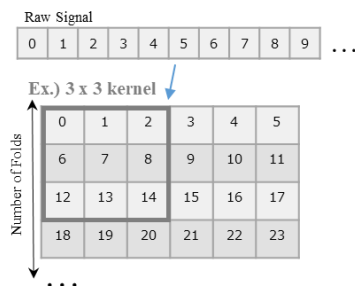 Raw Signal
0 1 2 3 4 5 6 7 8 9 ...
Ex.) 3 x 3 kernel
Number of Folds
0 1 2 3 4 5
6 7 8 9 10 11
12 13 14 15 16 17
18 19 20 21 22 23
...